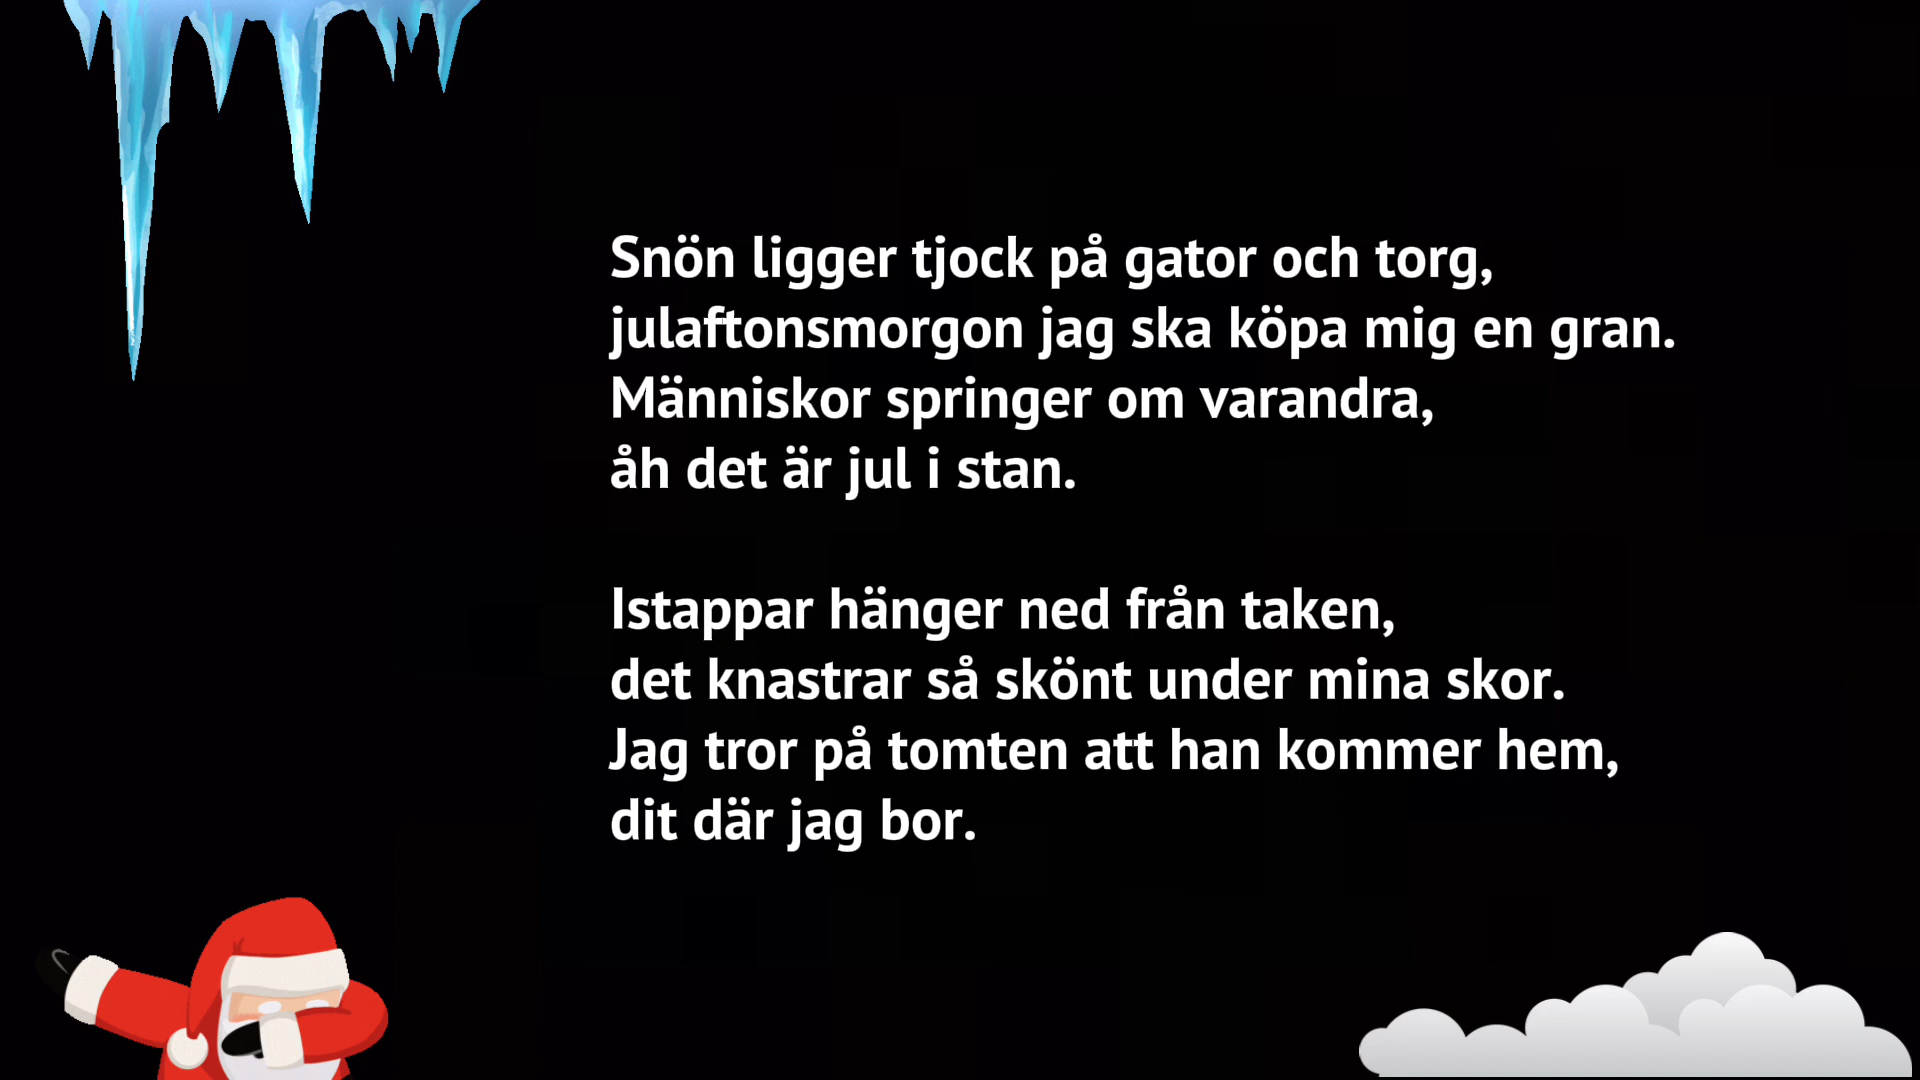 Snön ligger tjock på gator och torg,
julaftonsmorgon jag ska köpa mig en gran.
Människor springer om varandra,
åh det är jul i stan.
Istappar hänger ned från taken,
det knastrar så skönt under mina skor.
Jag tror på tomten att han kommer hem,
dit där jag bor.